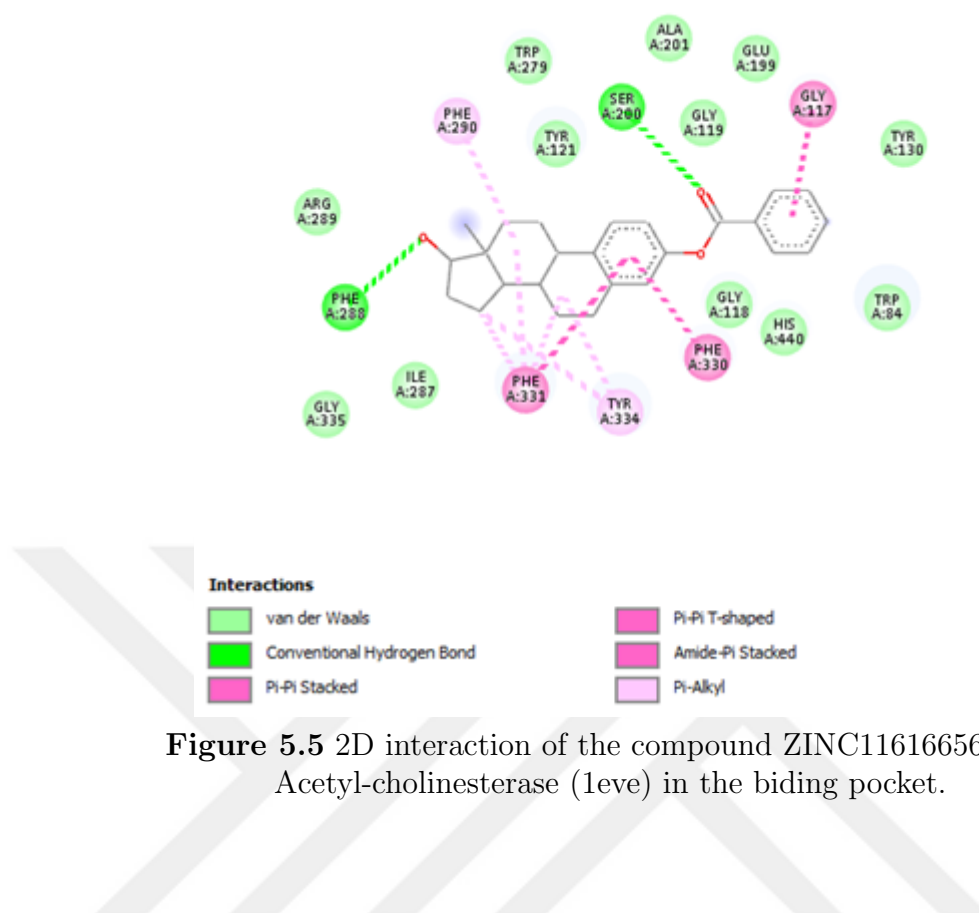 ALA
A:201
TRP
A:279
GLU
A:199
SER
A:200
GLY
A:117
PHE
A:290
GLY
A:119
TYR
A:121
TYR
A:130
ARG
A:289
O
O
O
PHE
A:288
GLY
A:118
TRP
A:84
HIS
A:440
PHE
A:330
ILE
A:287
PHE
A:331
TYR
A:334
GLY
A:335
Interactions
van der Waals
Conventional Hydrogen Bond
Pi-Pi Stacked
Pi-Pi T-shaped
Amide-Pi Stacked
Pi-Alkyl
Figure 5.5 2D interaction of the compound ZINC11616656
Acetyl-cholinesterase (1eve) in the biding pocket.